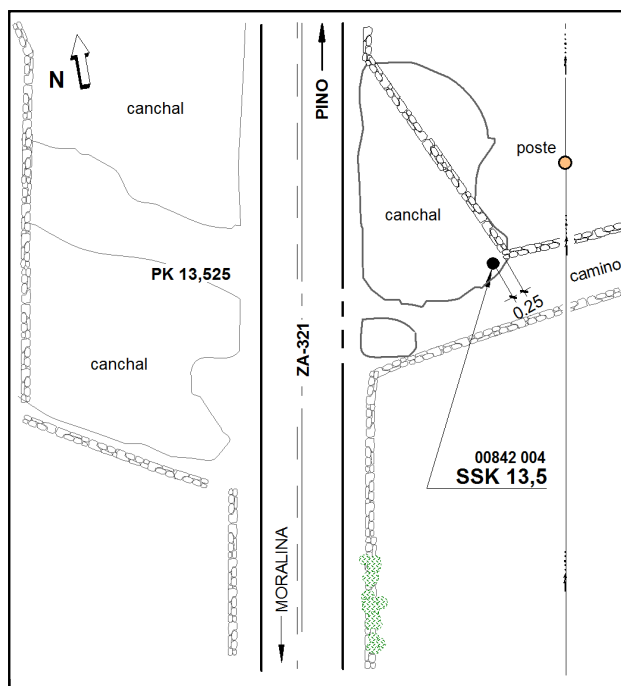 N
canchal
PINO
poste
canchal
PK 13,525
camino
0.25
ZA-321
canchal
00842 004
SSK 13,5
MORALINA